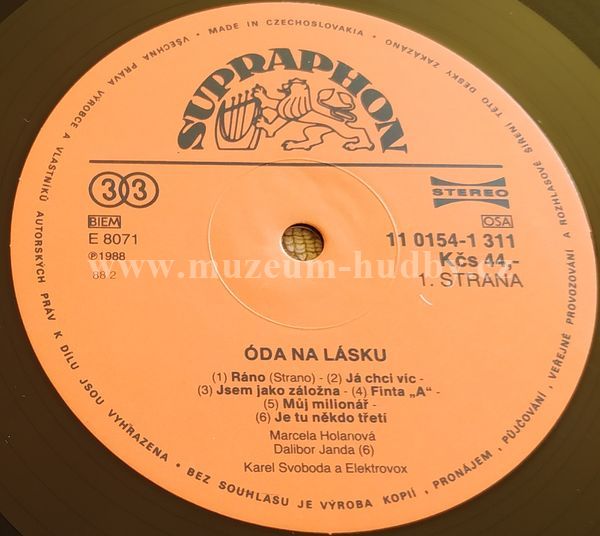 • MADE IN CZECHOSLOVAKIA • VŠECHNA PRÁVA VÝROBCE A VLASTNÍKŮ AUTORSKÝCH PRÁV K DÍLU JSOU VYHRAZENA • BEZ SOUHLASU JE VÝROBA KOPIÍ, PRONÁJEM, PŮJČOVÁNÍ, VEŘEJNÉ PROVOZOVÁNÍ A ROZHLASOVÉ ŠÍŘENÍ TÉTO DESKY ZAKÁZÁNO
SUPRAPHON
33 STEREO
BIEM OSA
E 8071 11 0154-1 311
℗1988 Kčs 44,-
88 2 1. STRANA
www.muzeum-hudby.cz
ÓDA NA LÁSKU
(1) Ráno (Strano) - (2) Já chci víc -
(3) Jsem jako záložna - (4) Finta „A" -
(5) Můj milionář -
(6) Je tu někdo třetí
Marcela Holanová
Dalibor Janda (6)
Karel Svoboda a Elektrovox